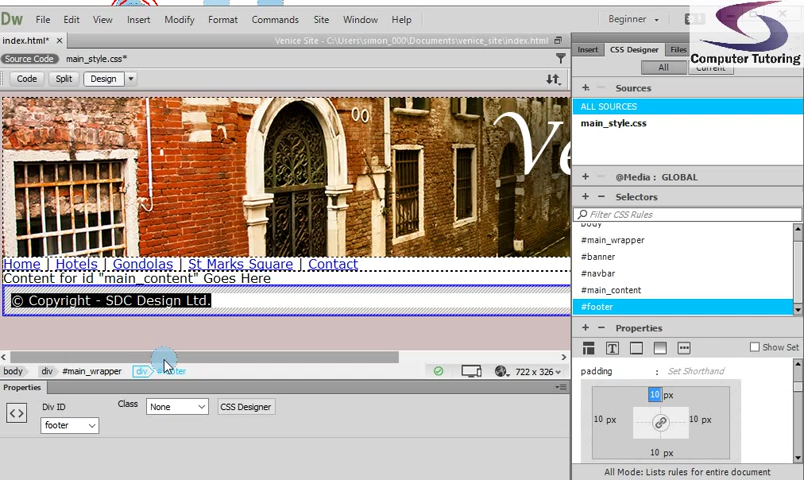 Dw File Edit View Insert Modify Format Commands Site Window Help Beginner
index.html* × Venice Site - C:\Users\simon_000\Documents\venice_site\index.html
Source Code main_style.css*
Code Split Design
Ve
Home | Hotels | Gondolas | St Marks Square | Contact
Content for id "main_content" Goes Here
© Copyright - SDC Design Ltd.
body div #main_wrapper div #footer 722 x 326
Properties
Div ID Class None CSS Designer
footer
Computer Tutoring
Insert CSS Designer Files
All Current
+ − Sources
ALL SOURCES
main_style.css
+ − @Media : GLOBAL
+ − Selectors
Filter CSS Rules
body
#main_wrapper
#banner
#navbar
#main_content
#footer
+ − Properties
Show Set
padding : Set Shorthand
10 px
10 px 10 px
10 px
All Mode: Lists rules for entire document